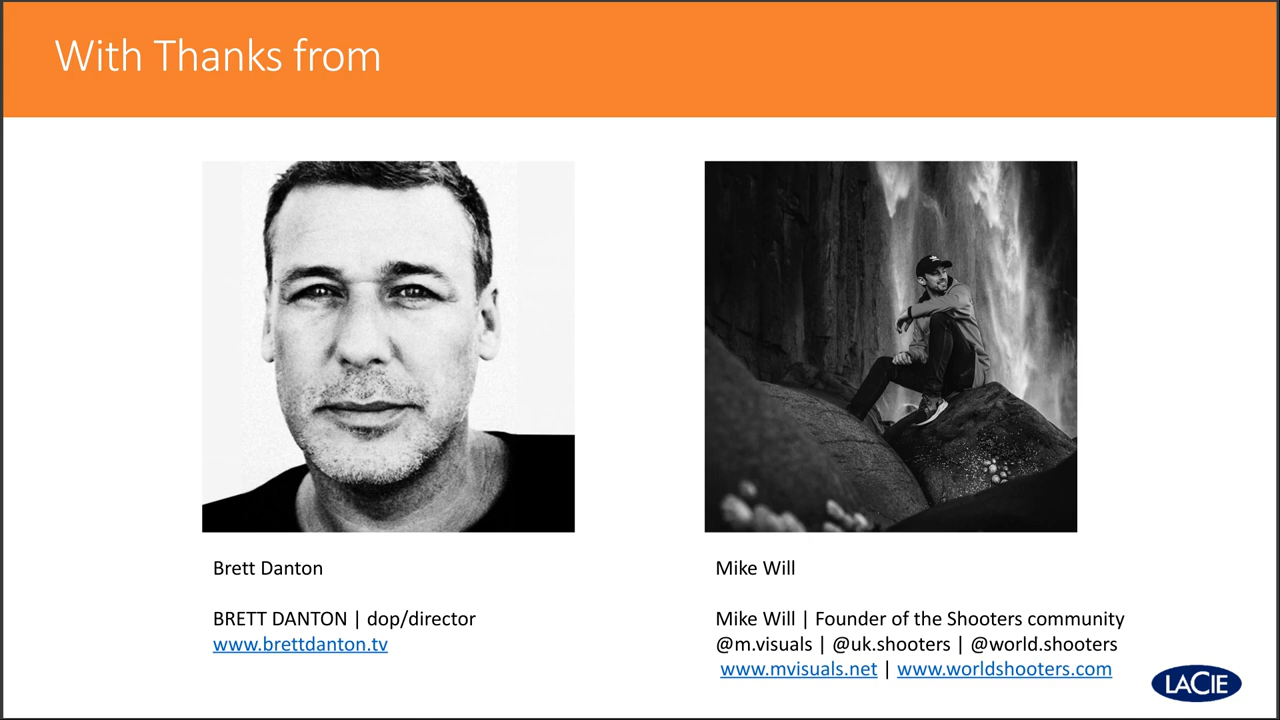 With Thanks from
Brett Danton
BRETT DANTON | dop/director
www.brettdanton.tv
Mike Will
Mike Will | Founder of the Shooters community
@m.visuals | @uk.shooters | @world.shooters
www.mvisuals.net | www.worldshooters.com
LACIE